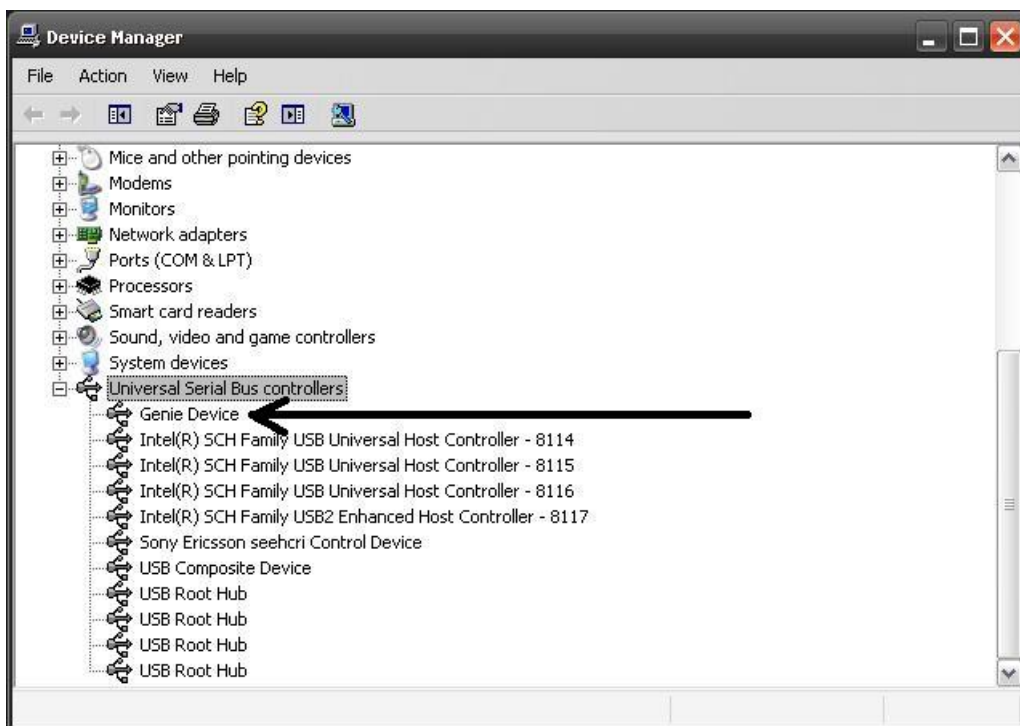 Device Manager
File Action View Help
Mice and other pointing devices
Modems
Monitors
Network adapters
Ports (COM & LPT)
Processors
Smart card readers
Sound, video and game controllers
System devices
Universal Serial Bus controllers
Genie Device
Intel(R) SCH Family USB Universal Host Controller - 8114
Intel(R) SCH Family USB Universal Host Controller - 8115
Intel(R) SCH Family USB Universal Host Controller - 8116
Intel(R) SCH Family USB2 Enhanced Host Controller - 8117
Sony Ericsson seehcri Control Device
USB Composite Device
USB Root Hub
USB Root Hub
USB Root Hub
USB Root Hub